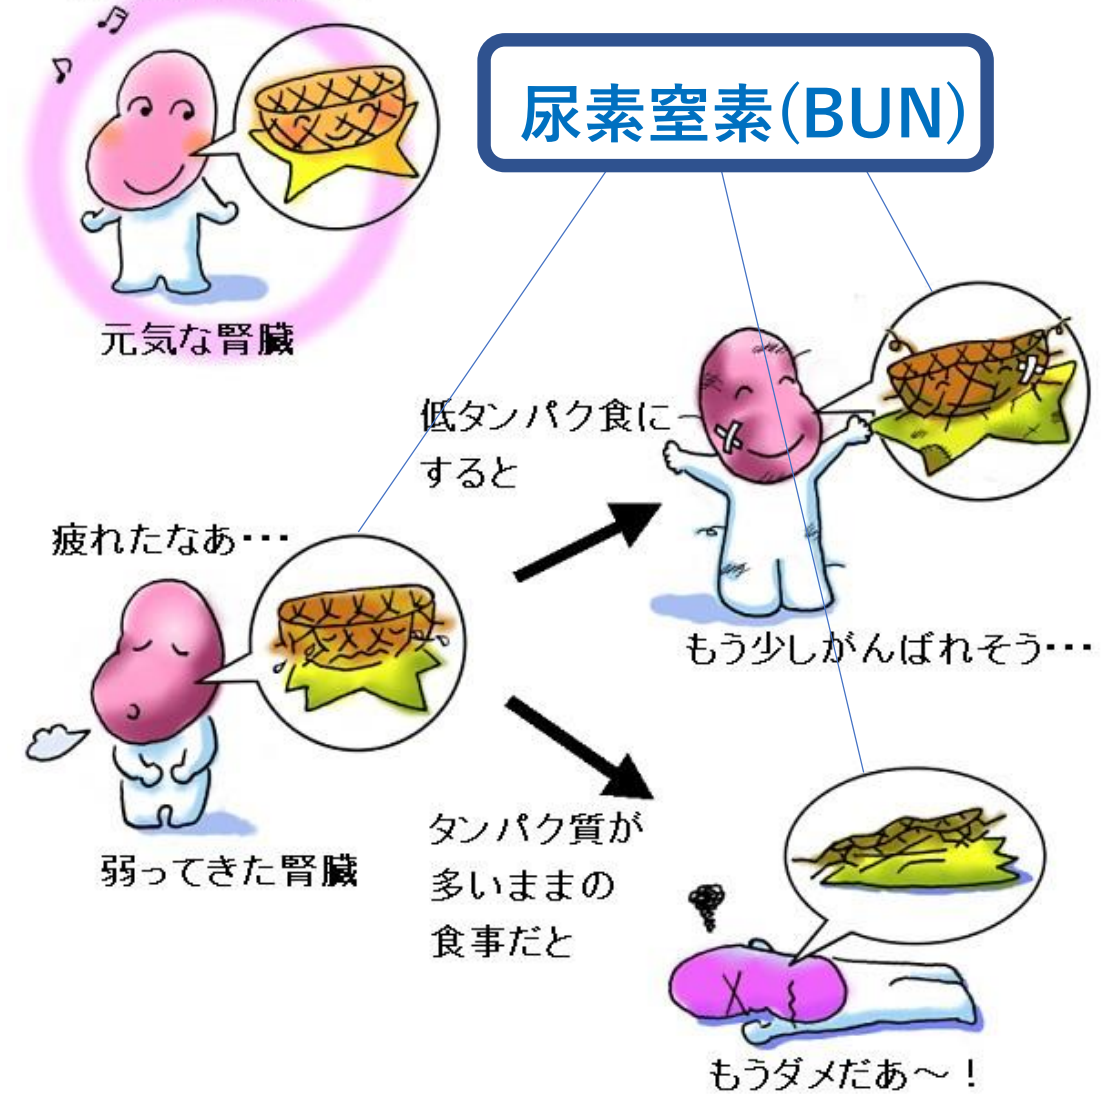 尿素窒素(BUN)
元気な腎臓
低タンパク食に
すると
疲れたなあ・・・
もう少しがんばれそう・・・
弱ってきた腎臓
タンパク質が
多いままの
食事だと
もうダメだあ～！